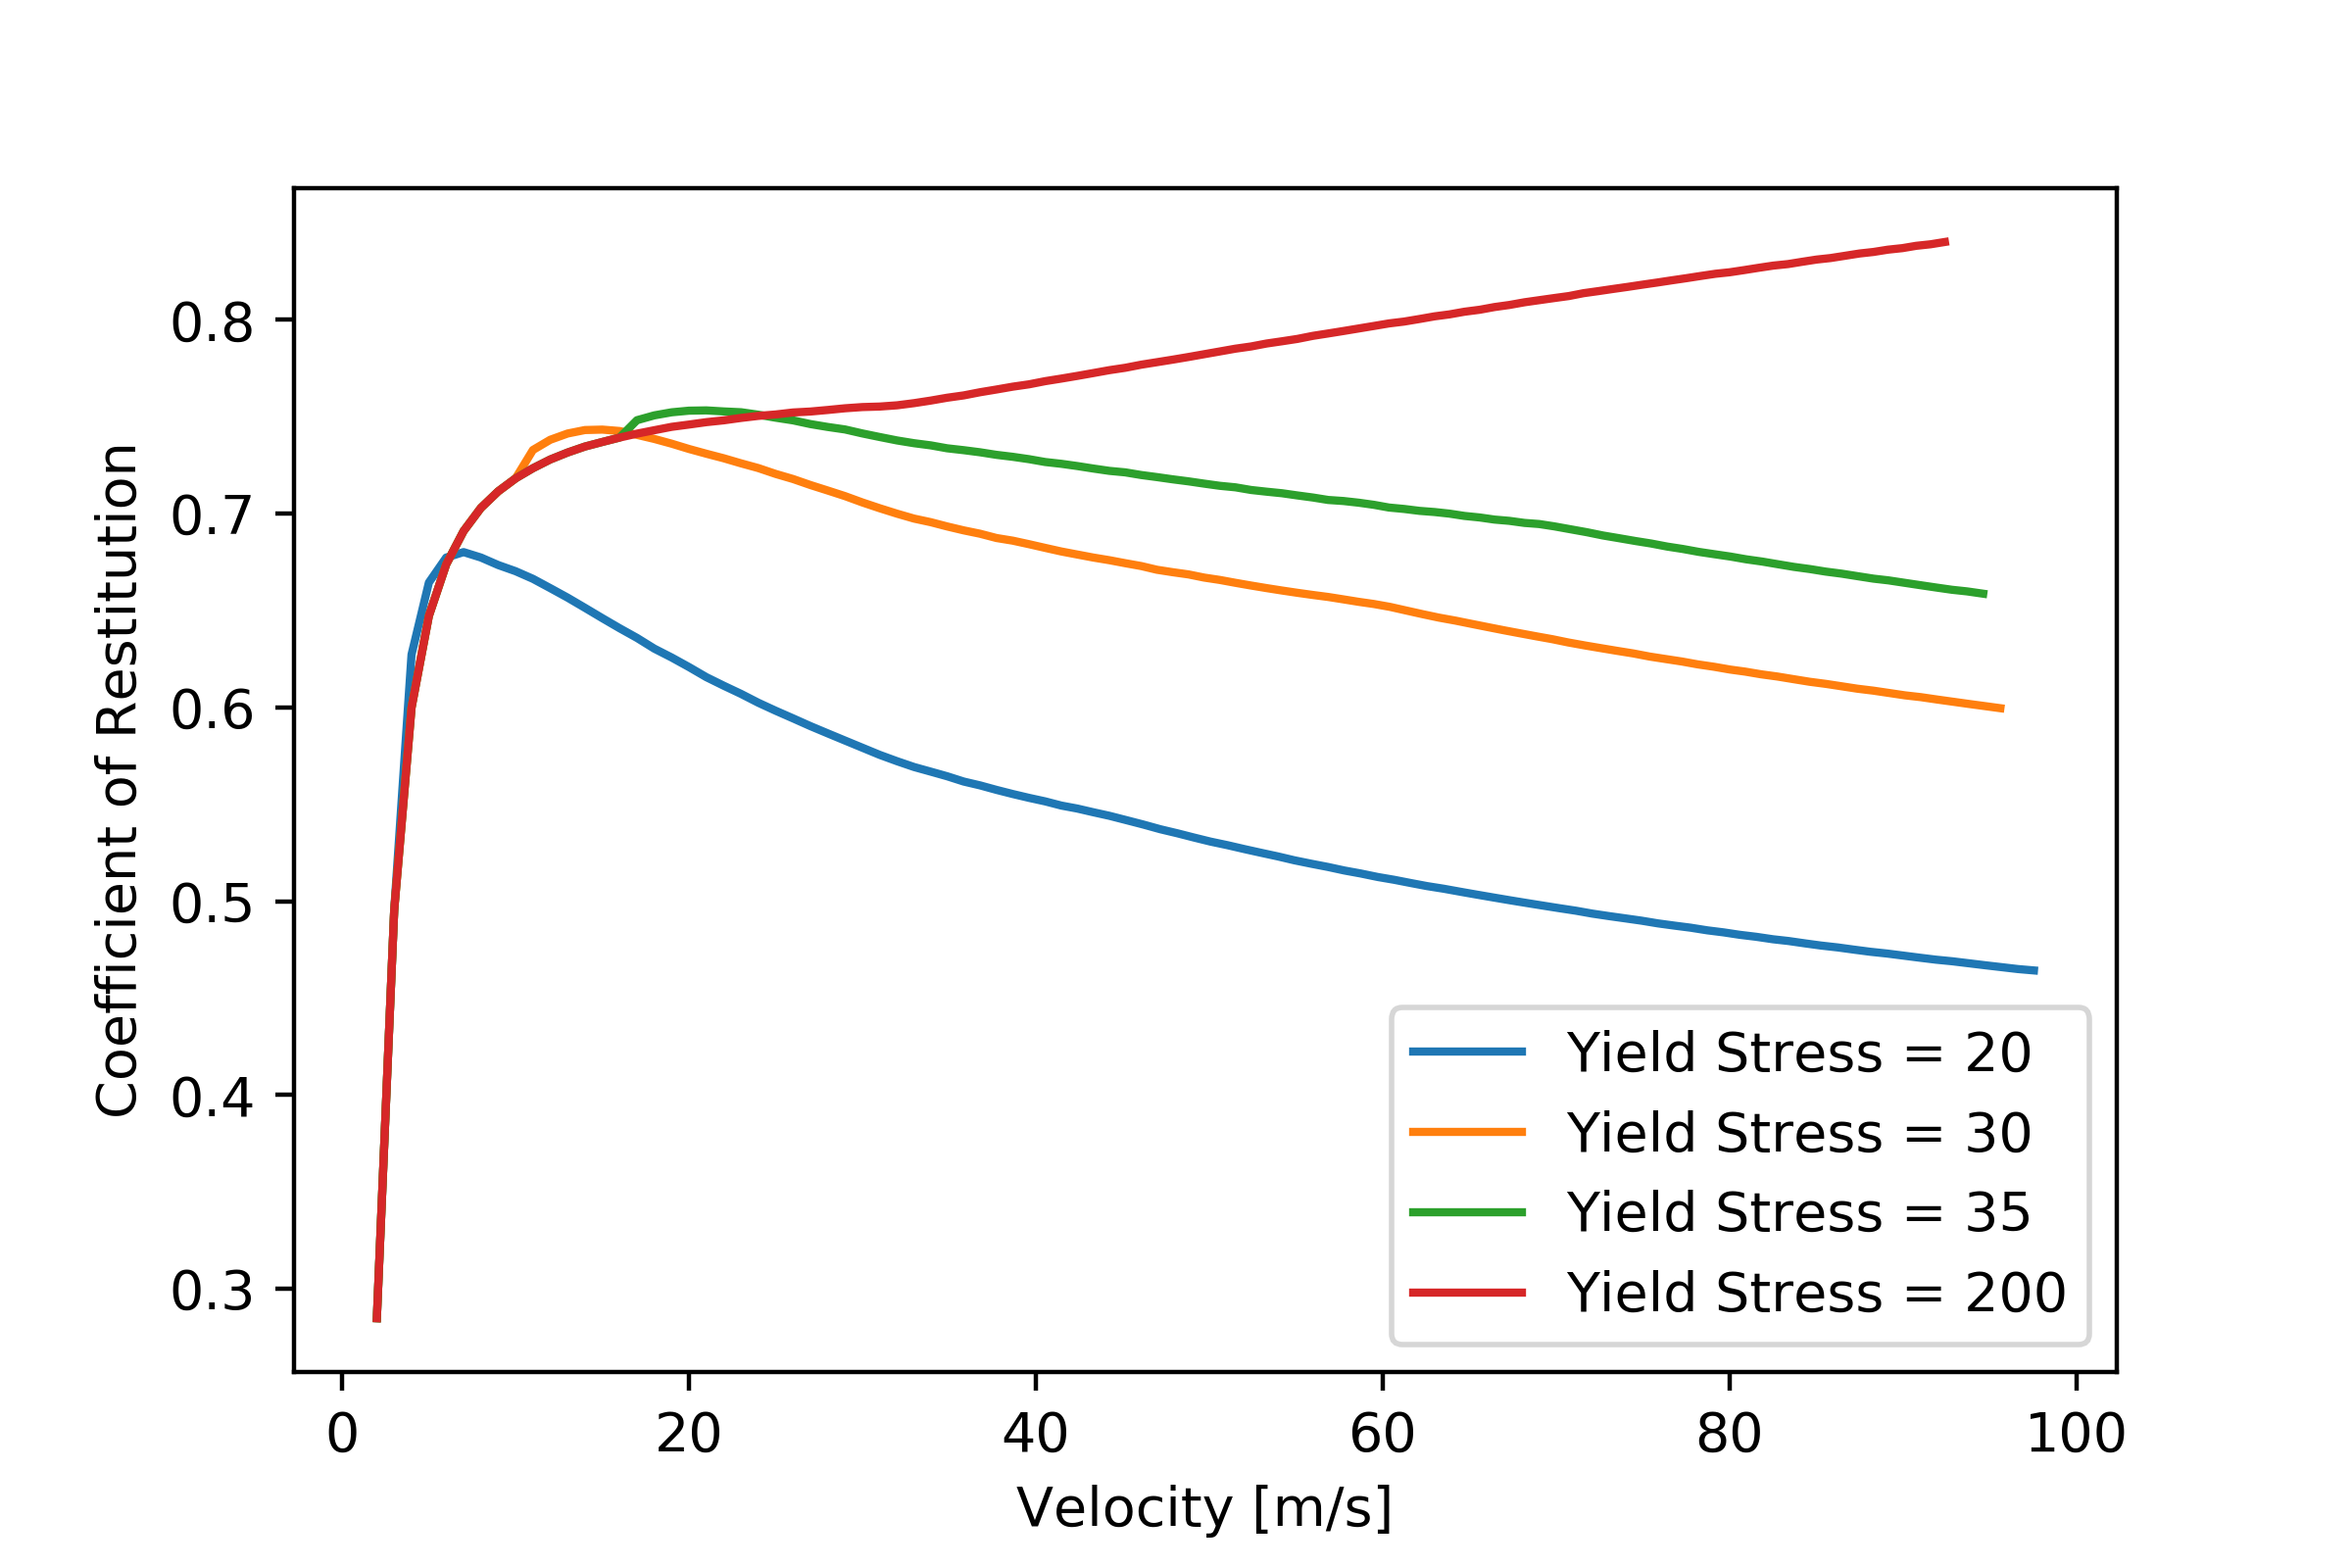 Coefficient of Restitution
0.8
0.7
0.6
0.5
0.4
0.3
0 20 40 60 80 100
Velocity [m/s]
Yield Stress = 20
Yield Stress = 30
Yield Stress = 35
Yield Stress = 200